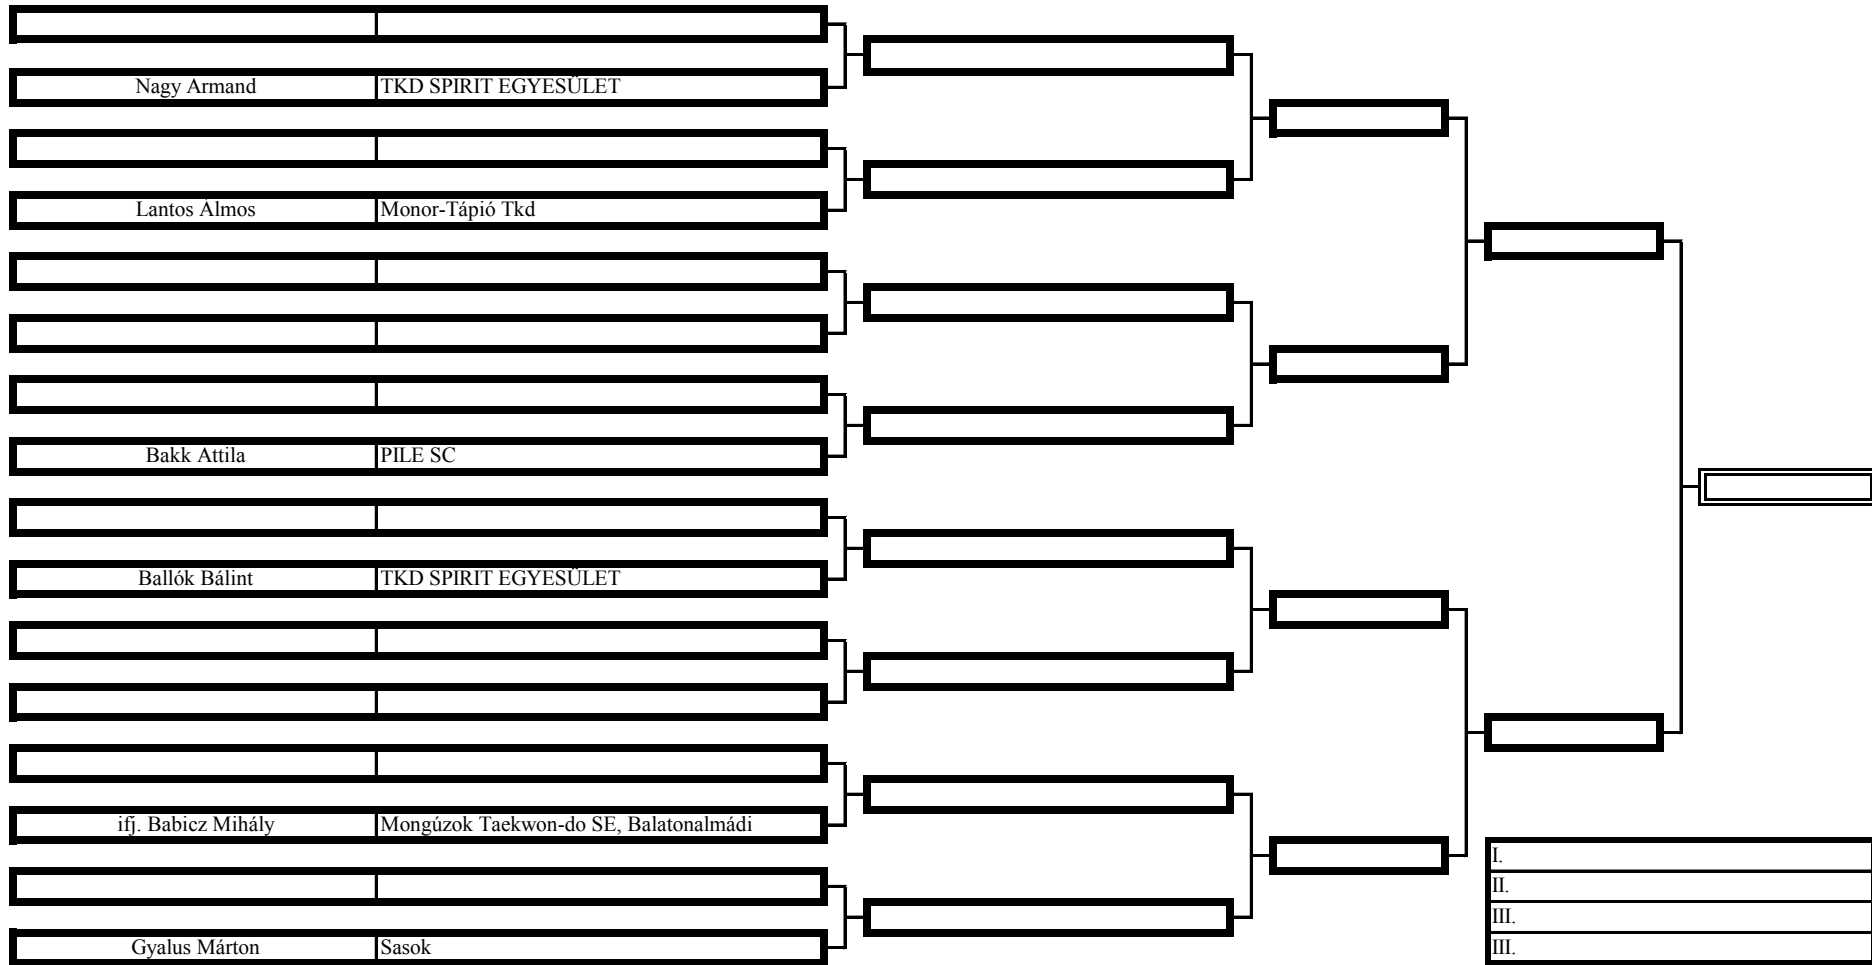 Nagy Armand TKD SPIRIT EGYESÜLET
Lantos Álmos Monor-Tápió Tkd
Bakk Attila PILE SC
Ballók Bálint TKD SPIRIT EGYESÜLET
ifj. Babicz Mihály Mongúzok Taekwon-do SE, Balatonalmádi
Gyalus Márton Sasok
I.
II.
III.
III.